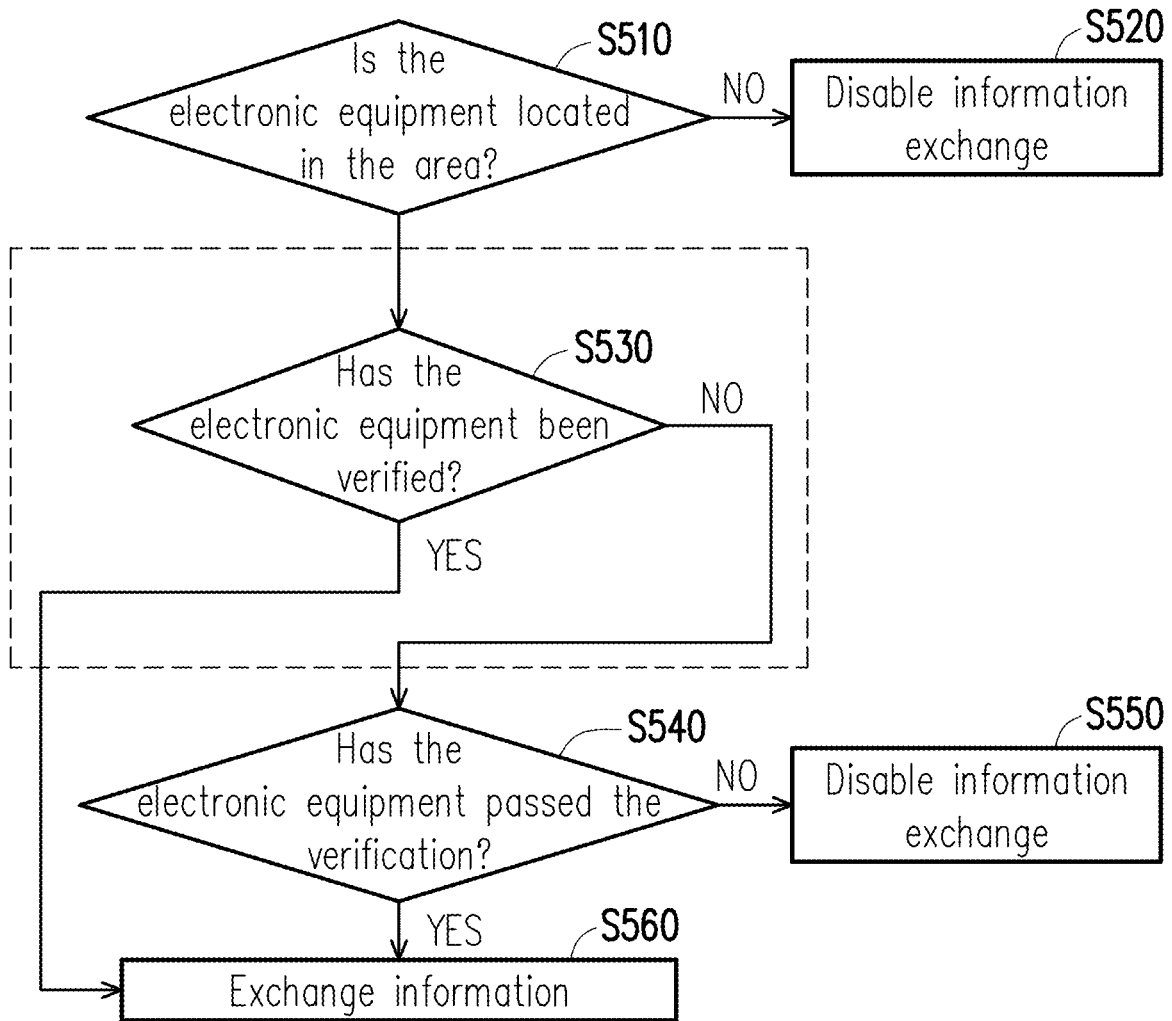 S510
Is the
electronic equipment located
in the area?
NO
S520
Disable information
exchange
S530
Has the
electronic equipment been
verified?
NO
YES
S540
Has the
electronic equipment passed the
verification?
NO
S550
Disable information
exchange
YES
S560
Exchange information